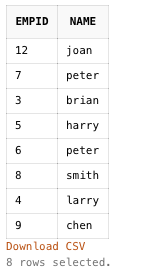 EMPID NAME
12 joan
7 peter
3 brian
5 harry
6 peter
8 smith
4 larry
9 chen
Download CSV
8 rows selected.